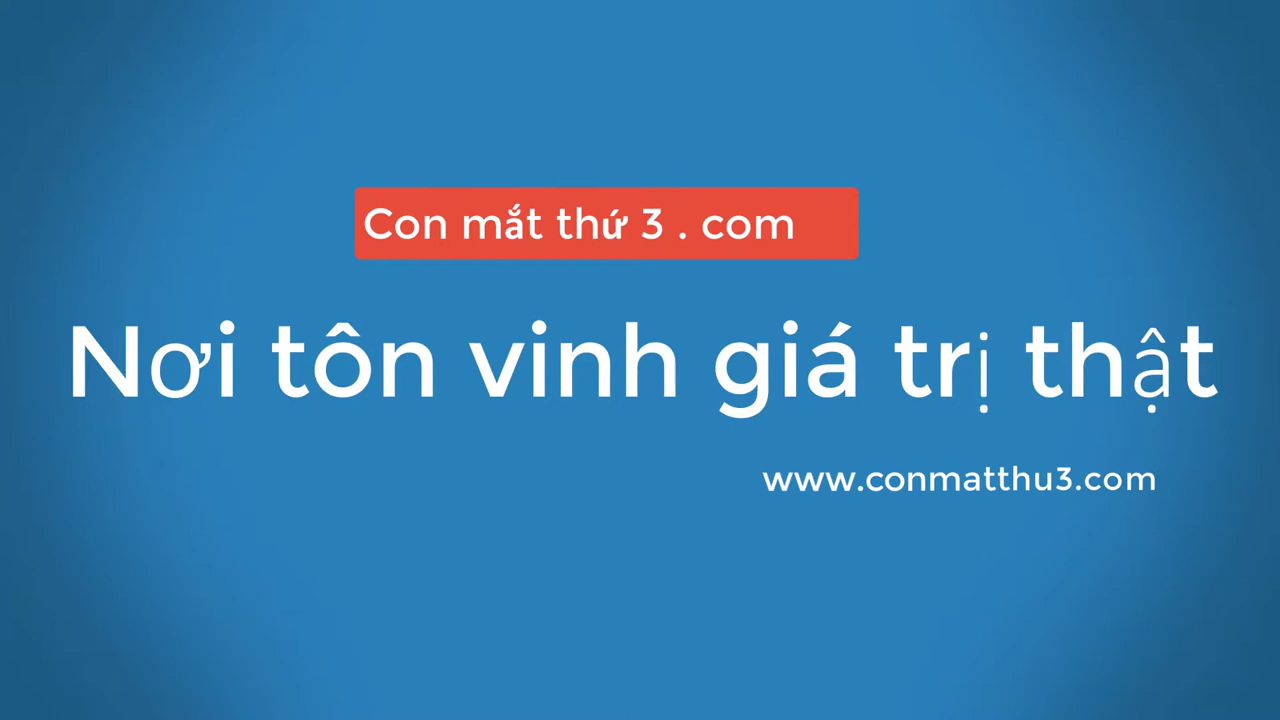 Con mắt thứ 3 . com
Nơi tôn vinh giá trị thật
www.conmatthu3.com